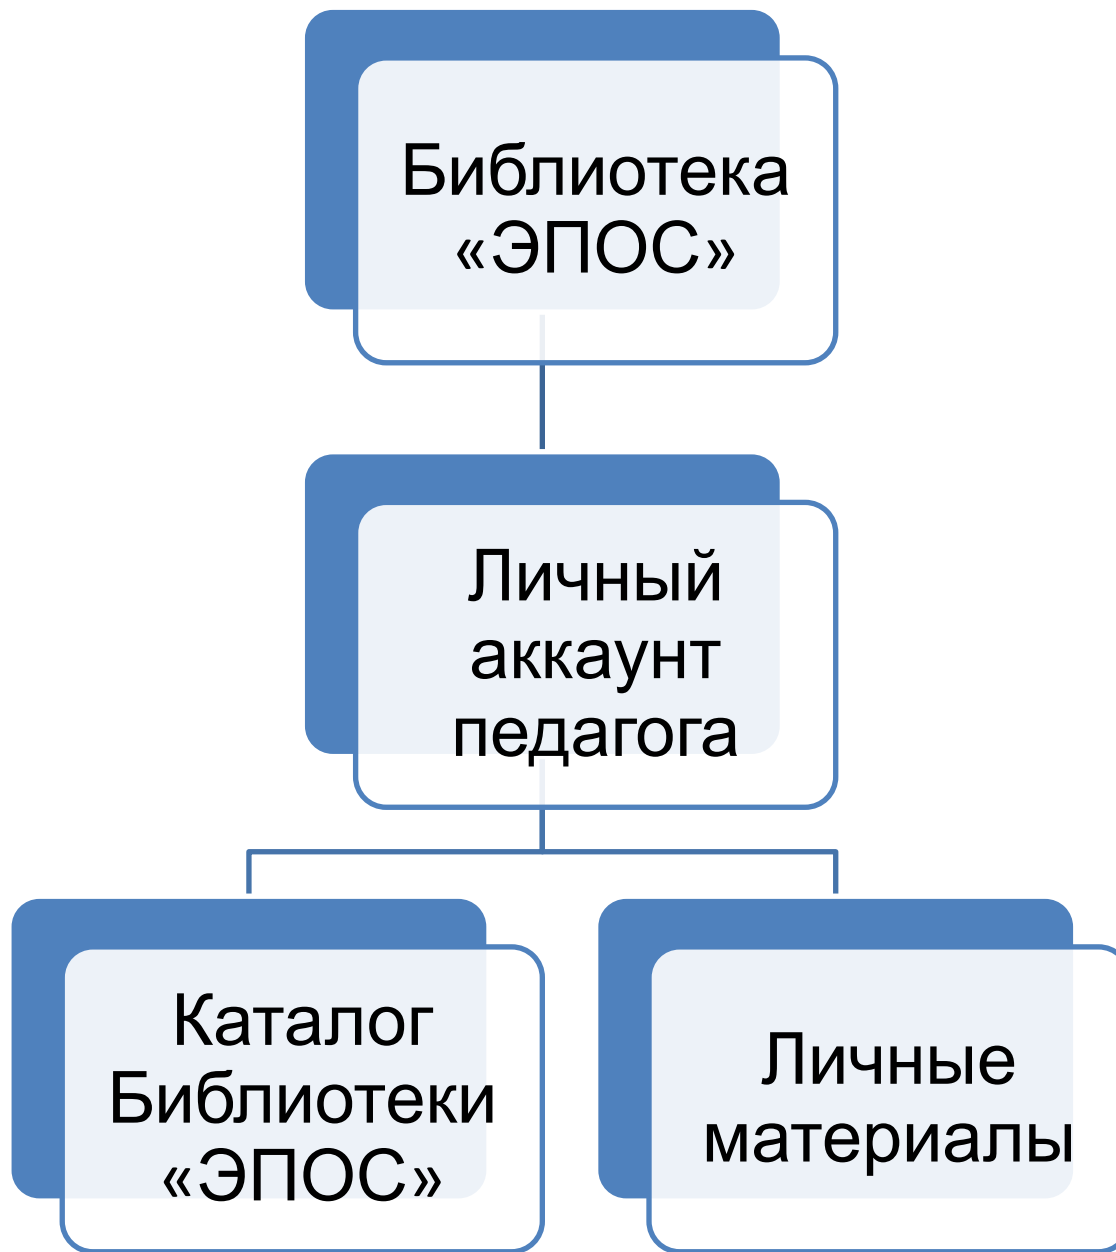 Библиотека
«ЭПОС»
Личный
аккаунт
педагога
Каталог
Библиотеки
«ЭПОС»
Личные
материалы